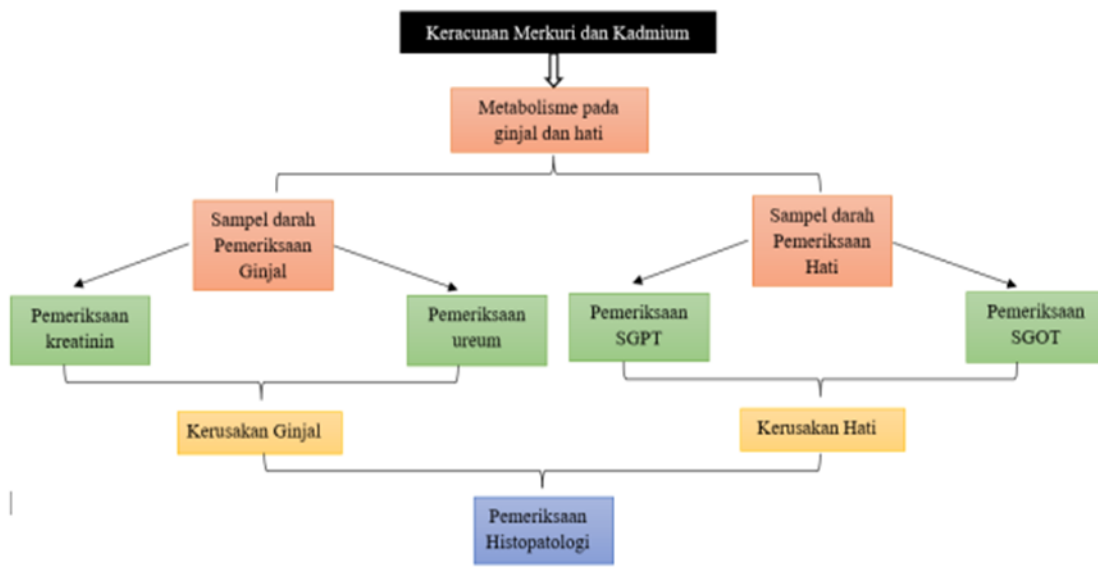 Keracunan Merkuri dan Kadmium
Metabolisme pada
ginjal dan hati
Sampel darah
Pemeriksaan
Ginjal
Sampel darah
Pemeriksaan
Hati
Pemeriksaan
kreatinin
Pemeriksaan
ureum
Pemeriksaan
SGPT
Pemeriksaan
SGOT
Kerusakan Ginjal
Kerusakan Hati
Pemeriksaan
Histopatologi